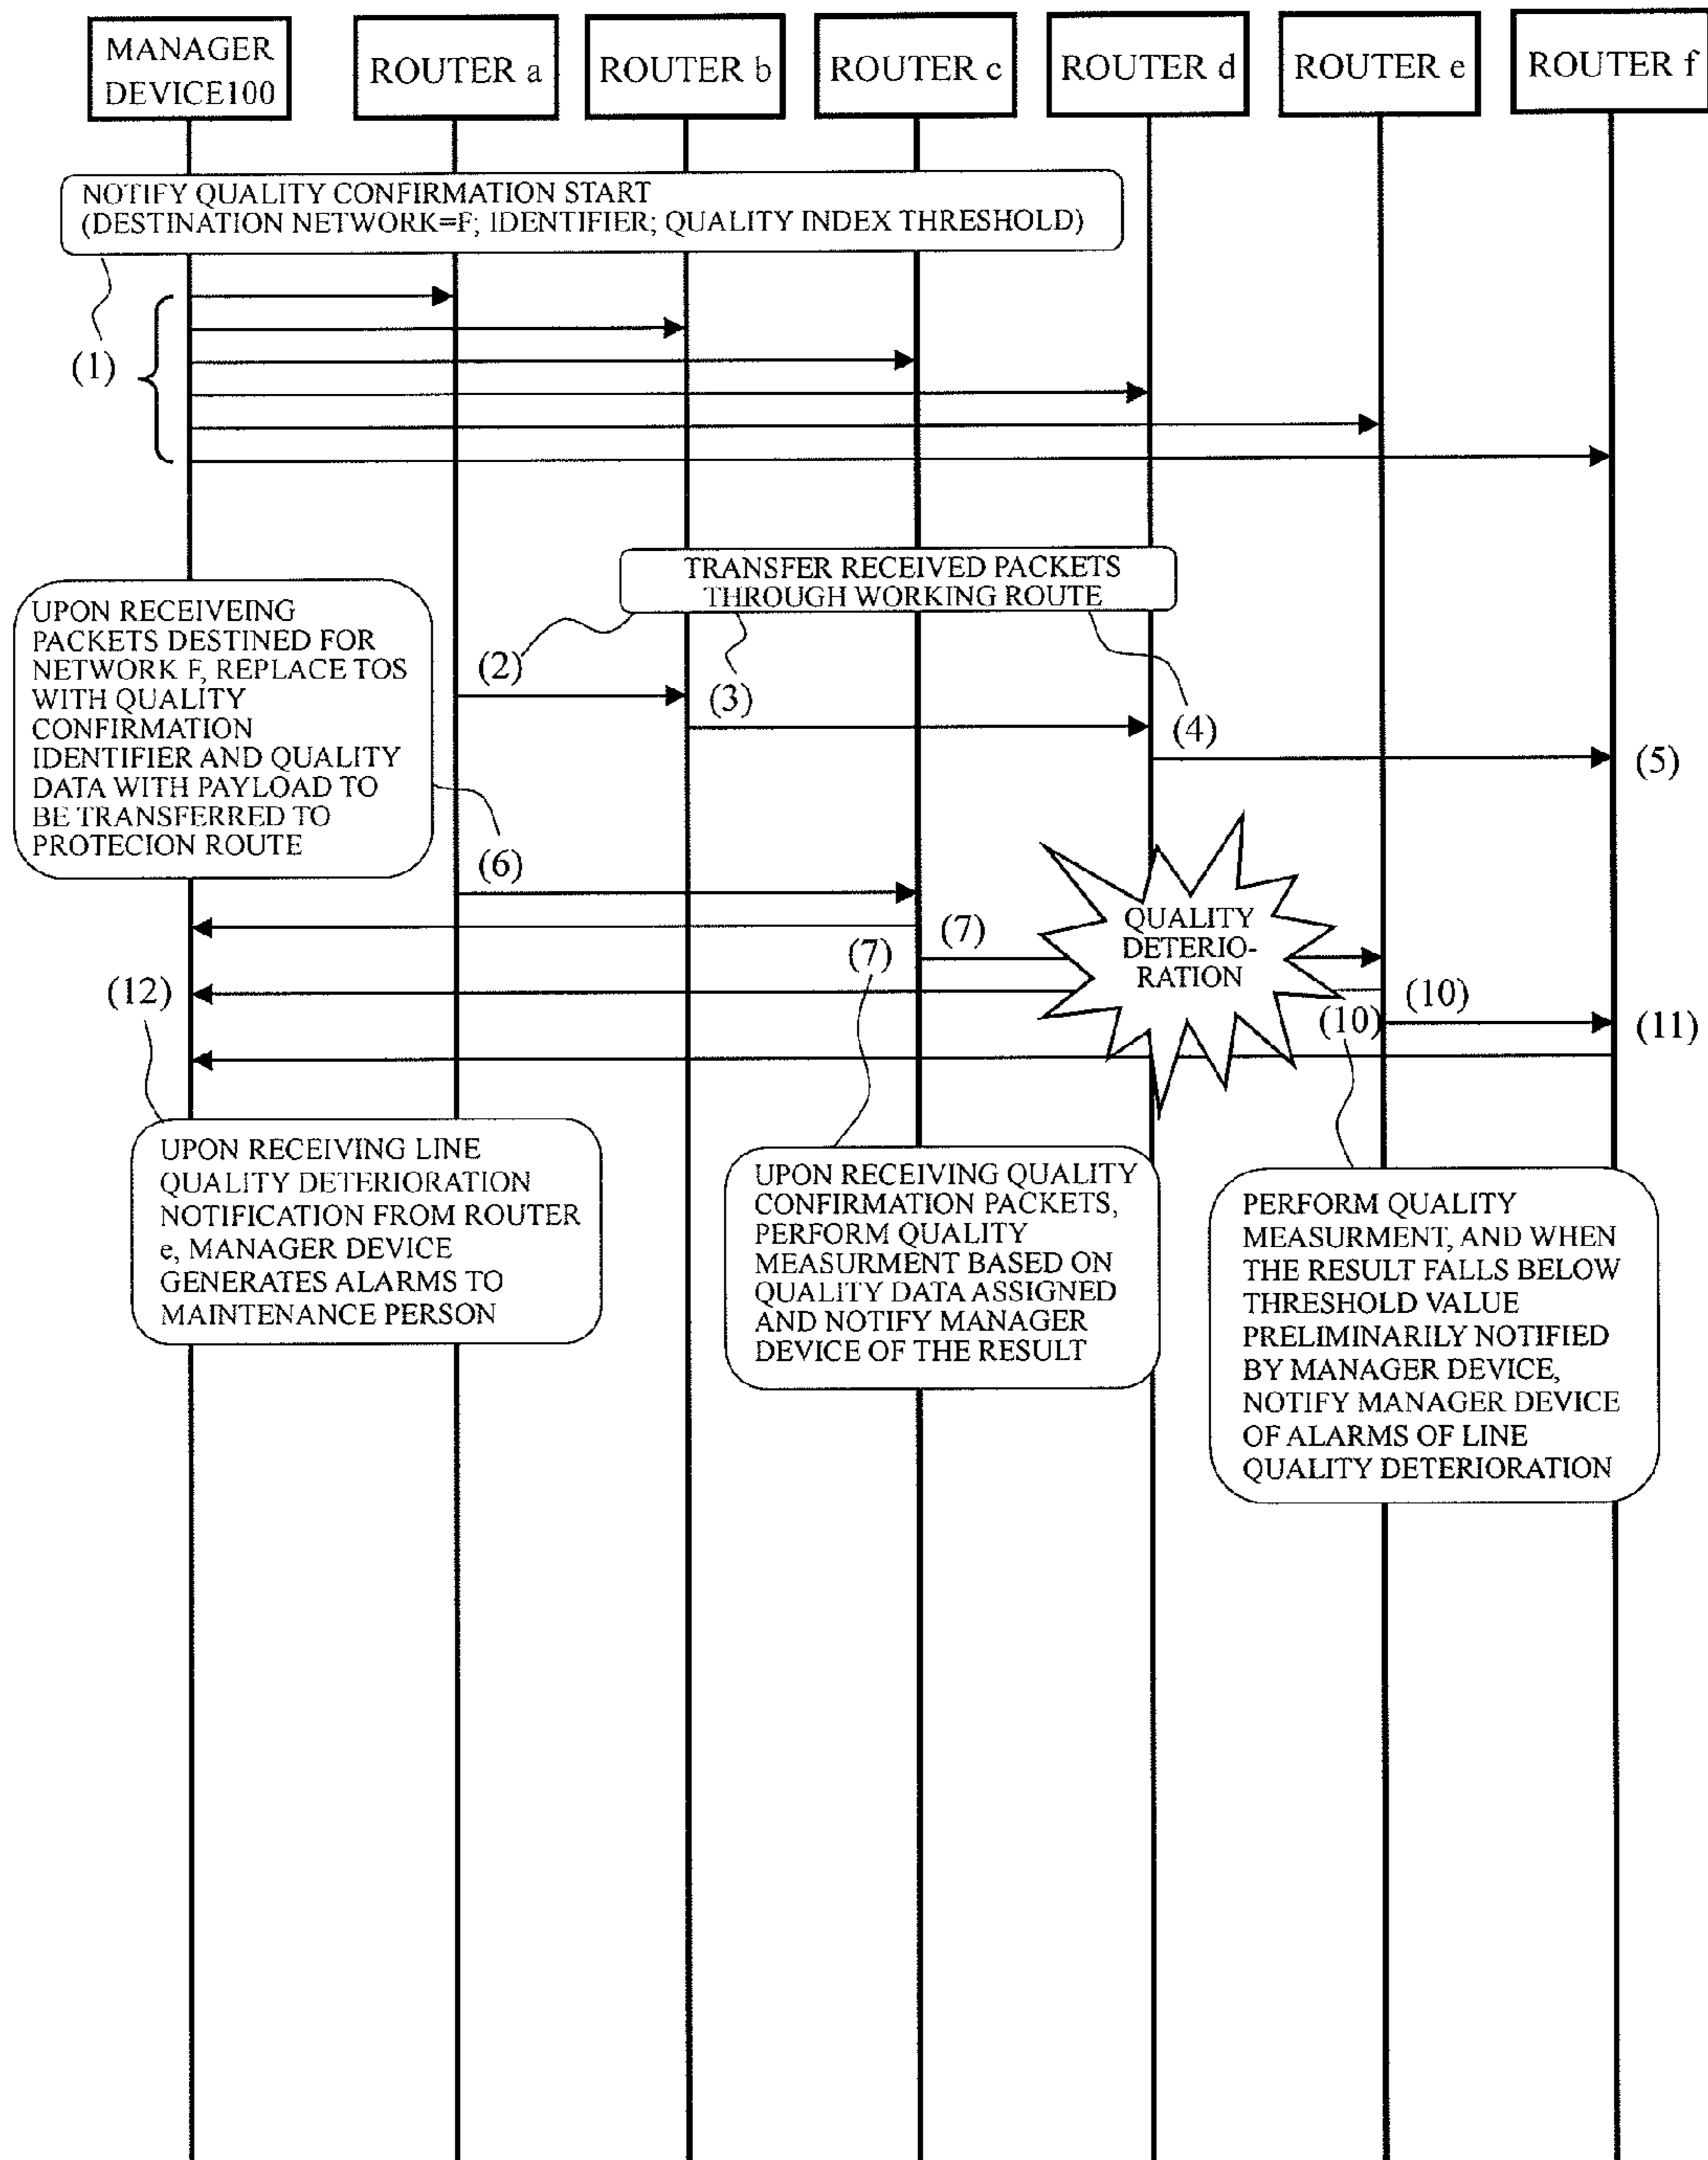 MANAGER
DEVICE100
ROUTER a
ROUTER b
ROUTER c
ROUTER d
ROUTER e
ROUTER f
NOTIFY QUALITY CONFIRMATION START
(DESTINATION NETWORK=F; IDENTIFIER; QUALITY INDEX THRESHOLD)
(1)
TRANSFER RECEIVED PACKETS
THROUGH WORKING ROUTE
UPON RECEIVEING
PACKETS DESTINED FOR
NETWORK F, REPLACE TOS
WITH QUALITY
CONFIRMATION
IDENTIFIER AND QUALITY
DATA WITH PAYLOAD TO
BE TRANSFERRED TO
PROTECION ROUTE
(2)
(3)
(4)
(5)
(6)
QUALITY
DETERIO-
RATION
(7)
(7)
(12)
(10)
(10)
(11)
UPON RECEIVING LINE
QUALITY DETERIORATION
NOTIFICATION FROM ROUTER
e, MANAGER DEVICE
GENERATES ALARMS TO
MAINTENANCE PERSON
UPON RECEIVING QUALITY
CONFIRMATION PACKETS,
PERFORM QUALITY
MEASURMENT BASED ON
QUALITY DATA ASSIGNED
AND NOTIFY MANAGER
DEVICE OF THE RESULT
PERFORM QUALITY
MEASURMENT, AND WHEN
THE RESULT FALLS BELOW
THRESHOLD VALUE
PRELIMINARILY NOTIFIED
BY MANAGER DEVICE,
NOTIFY MANAGER DEVICE
OF ALARMS OF LINE
QUALITY DETERIORATION